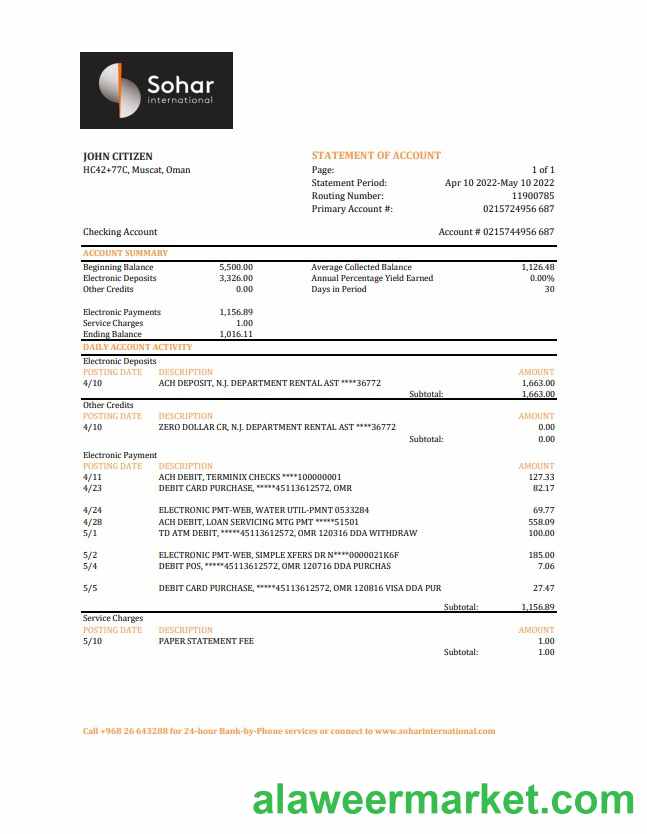 Sohar
international
JOHN CITIZEN
HC42+77C, Muscat, Oman
STATEMENT OF ACCOUNT
Page: 1 of 1
Statement Period: Apr 10 2022-May 10 2022
Routing Number: 11900785
Primary Account #: 0215724956 687
Checking Account Account # 0215744956 687
ACCOUNT SUMMARY
Beginning Balance 5,500.00 Average Collected Balance 1,126.48
Electronic Deposits 3,326.00 Annual Percentage Yield Earned 0.00%
Other Credits 0.00 Days in Period 30
Electronic Payments 1,156.89
Service Charges 1.00
Ending Balance 1,016.11
DAILY ACCOUNT ACTIVITY
Electronic Deposits
POSTING DATE DESCRIPTION AMOUNT
4/10 ACH DEPOSIT, N.J. DEPARTMENT RENTAL AST ****36772 1,663.00
Subtotal: 1,663.00
Other Credits
POSTING DATE DESCRIPTION AMOUNT
4/10 ZERO DOLLAR CR, N.J. DEPARTMENT RENTAL AST ****36772 0.00
Subtotal: 0.00
Electronic Payment
POSTING DATE DESCRIPTION AMOUNT
4/11 ACH DEBIT, TERMINIX CHECKS ****100000001 127.33
4/23 DEBIT CARD PURCHASE, *****45113612572, OMR 82.17
4/24 ELECTRONIC PMT-WEB, WATER UTIL-PMNT 0533284 69.77
4/28 ACH DEBIT, LOAN SERVICING MTG PMT *****51501 558.09
5/1 TD ATM DEBIT, *****45113612572, OMR 120316 DDA WITHDRAW 100.00
5/2 ELECTRONIC PMT-WEB, SIMPLE XFERS DR N****0000021K6F 185.00
5/4 DEBIT POS, *****45113612572, OMR 120716 DDA PURCHAS 7.06
5/5 DEBIT CARD PURCHASE, *****45113612572, OMR 120816 VISA DDA PUR 27.47
Subtotal: 1,156.89
Service Charges
POSTING DATE DESCRIPTION AMOUNT
5/10 PAPER STATEMENT FEE 1.00
Subtotal: 1.00
Call +968 26 643288 for 24-hour Bank-by-Phone services or connect to www.soharinternational.com
alaweermarket.com